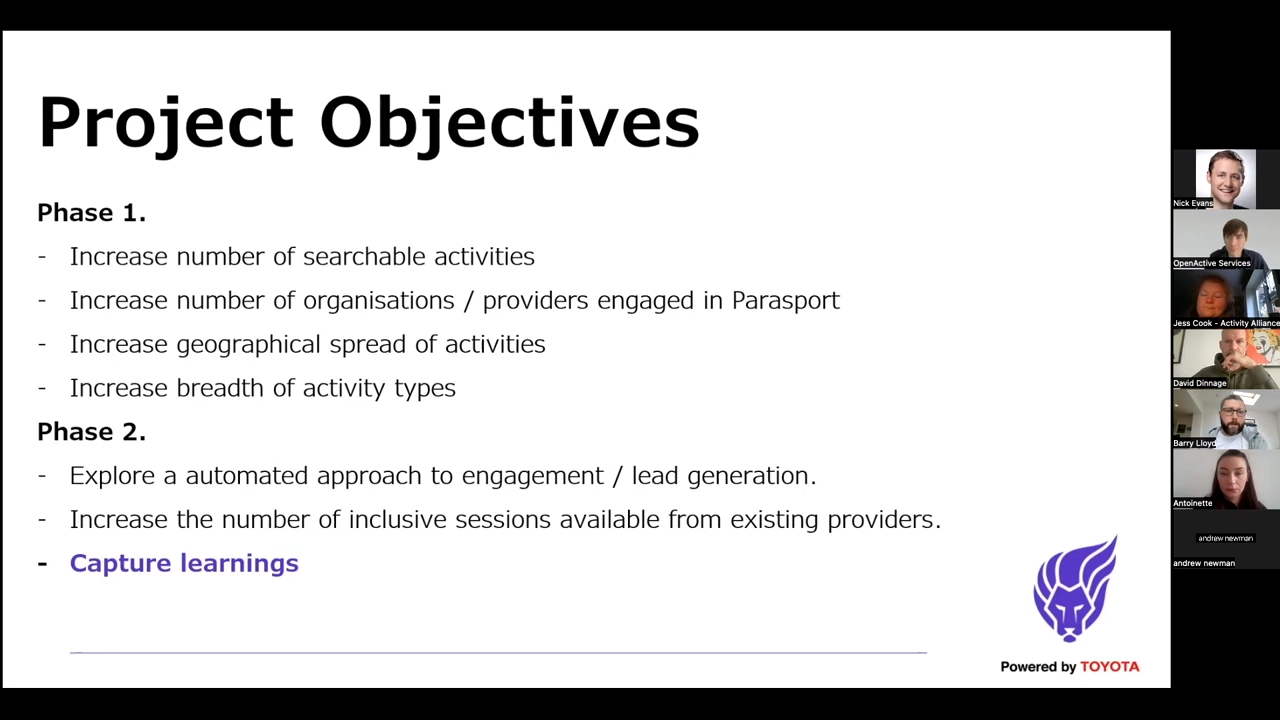 Project Objectives
Phase 1.
- Increase number of searchable activities
- Increase number of organisations / providers engaged in Parasport
- Increase geographical spread of activities
- Increase breadth of activity types
Phase 2.
- Explore a automated approach to engagement / lead generation.
- Increase the number of inclusive sessions available from existing providers.
- Capture learnings
Powered by TOYOTA
Nick Evans
OpenActive Services
Jess Cook - Activity Alliance
David Dinnage
Barry Lloyd
Antoinette
andrew newman
andrew newman